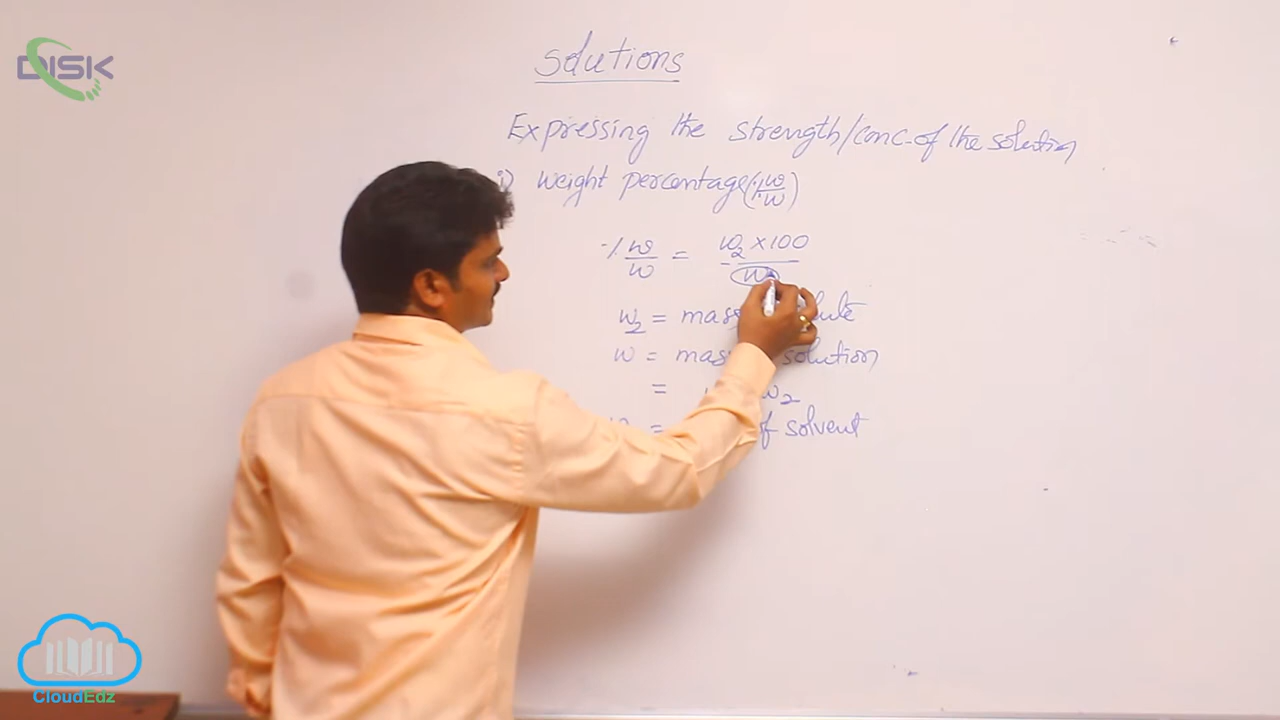 DISK
Solutions
Expressing the strength/conc. of the solution
i) Weight percentage (% w/w)
% w/w = w₂ × 100 / w
w₂ = mass
w = mass solution
= w₂
= of solvent
CloudEdz